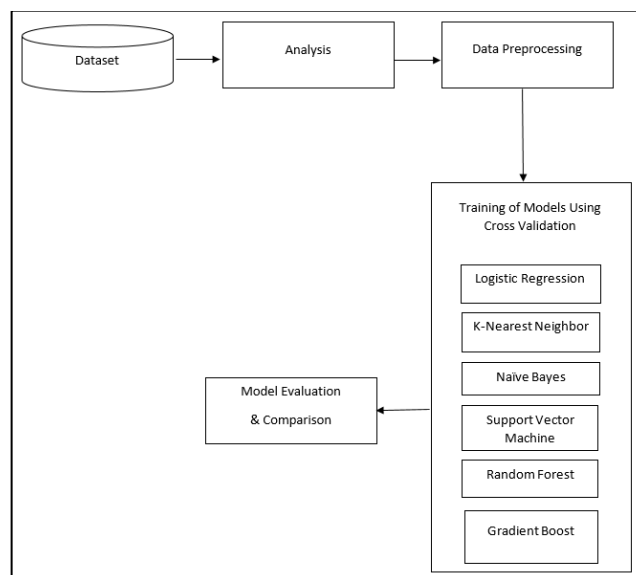 Dataset
Analysis
Data Preprocessing
Training of Models Using
Cross Validation
Logistic Regression
K-Nearest Neighbor
Naïve Bayes
Support Vector
Machine
Random Forest
Gradient Boost
Model Evaluation
& Comparison